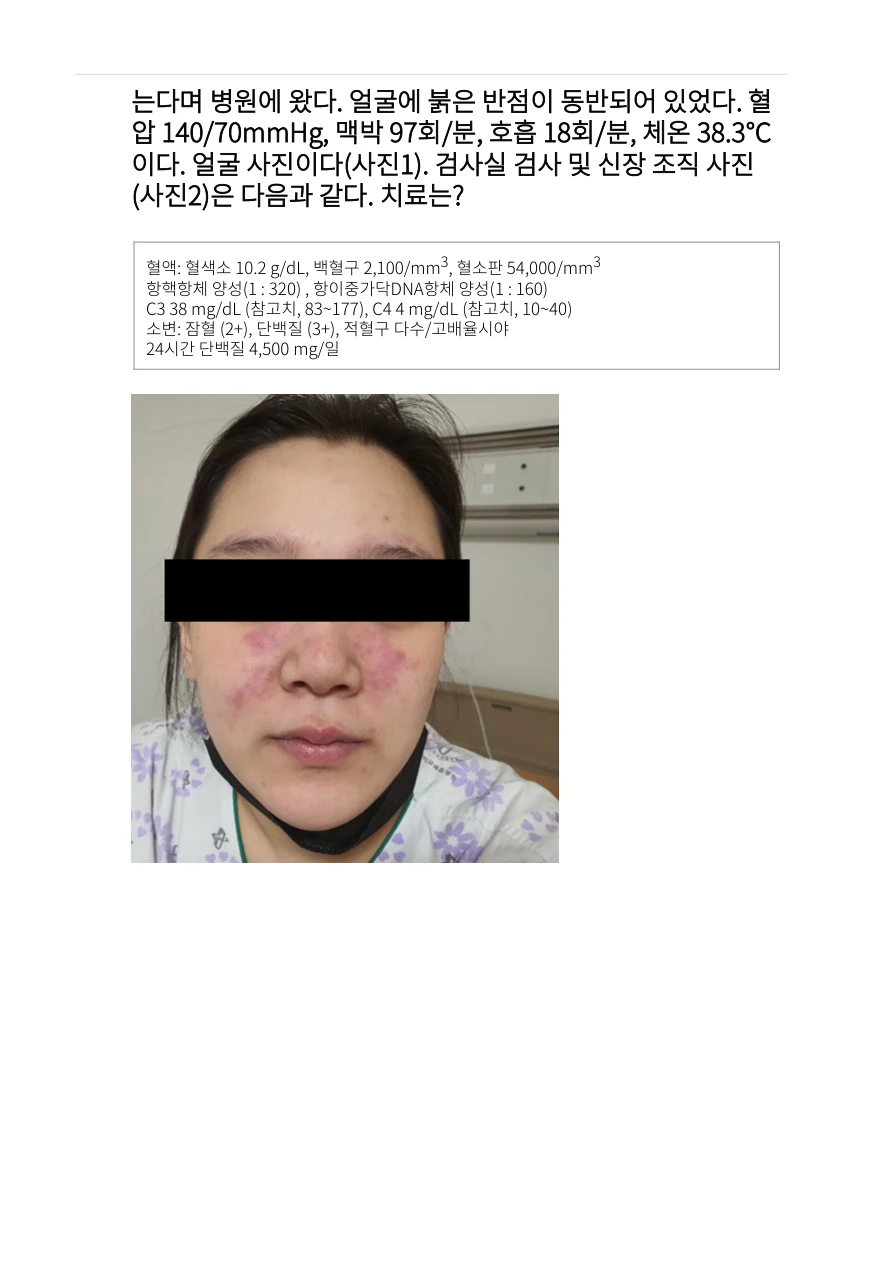 는다며 병원에 왔다. 얼굴에 붉은 반점이 동반되어 있었다. 혈
압 140/70mmHg, 맥박 97회/분, 호흡 18회/분, 체온 38.3℃
이다. 얼굴 사진이다(사진1). 검사실 검사 및 신장 조직 사진
(사진2)은 다음과 같다. 치료는?
혈액: 혈색소 10.2 g/dL, 백혈구 2,100/mm³, 혈소판 54,000/mm³
항핵항체 양성(1 : 320) , 항이중가닥DNA항체 양성(1 : 160)
C3 38 mg/dL (참고치, 83~177), C4 4 mg/dL (참고치, 10~40)
소변: 잠혈 (2+), 단백질 (3+), 적혈구 다수/고배율시야
24시간 단백질 4,500 mg/일